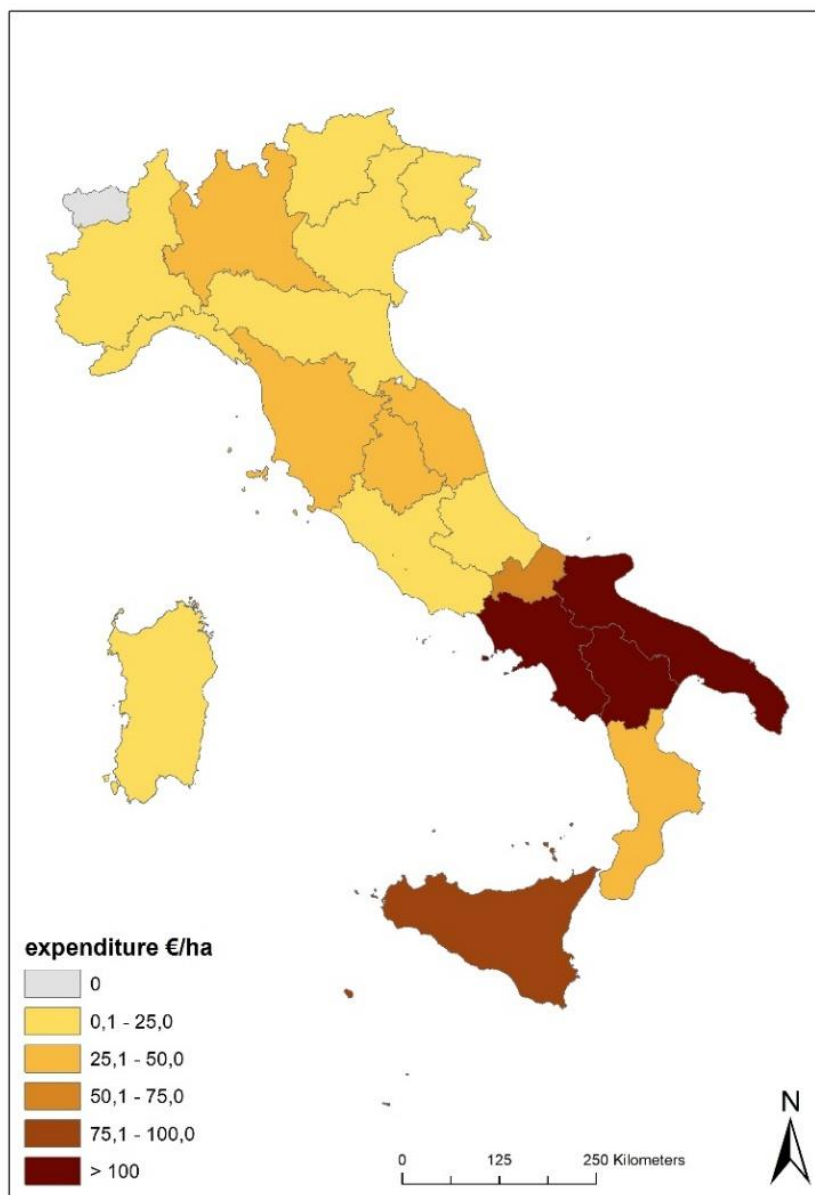 expenditure €/ha
0
0,1 - 25,0
25,1 - 50,0
50,1 - 75,0
75,1 - 100,0
> 100
0 125 250 Kilometers
N